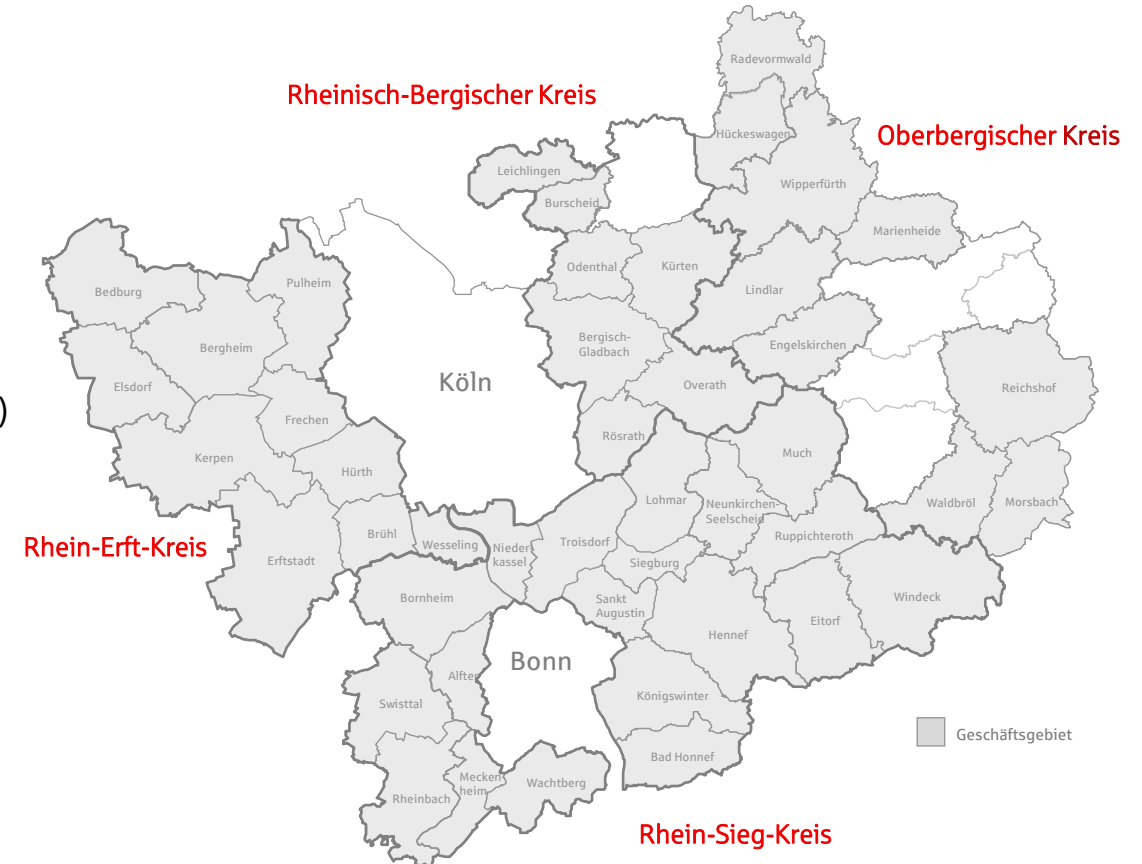 Radevormwald
Rheinisch-Bergischer Kreis
Hückeswagen
Oberbergischer Kreis
Leichlingen
Wipperfürth
Burscheid
Marienheide
Odenthal
Kürten
Pulheim
Bedburg
Lindlar
Bergisch-
Gladbach
Engelskirchen
Bergheim
Köln
Elsdorf
Overath
Reichshof
)
Frechen
Rösrath
Kerpen
Much
Hürth
Lohmar
Neunkirchen-
Seelscheid
Waldbröl
Morsbach
Brühl
Ruppichteroth
Rhein-Erft-Kreis
Wesseling
Nieder-
kassel
Troisdorf
Erftstadt
Siegburg
Bornheim
Sankt
Augustin
Windeck
Eitorf
Hennef
Bonn
Alfter
Königswinter
Swisttal
Geschäftsgebiet
Bad Honnef
Mecken-
heim
Wachtberg
Rheinbach
Rhein-Sieg-Kreis